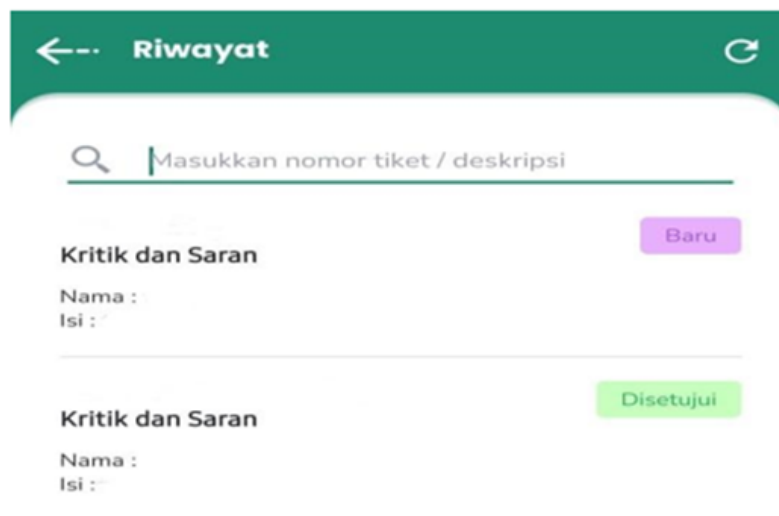 Riwayat
Masukkan nomor tiket / deskripsi
Baru
Kritik dan Saran
Nama :
Isi :
Disetujui
Kritik dan Saran
Nama :
Isi :